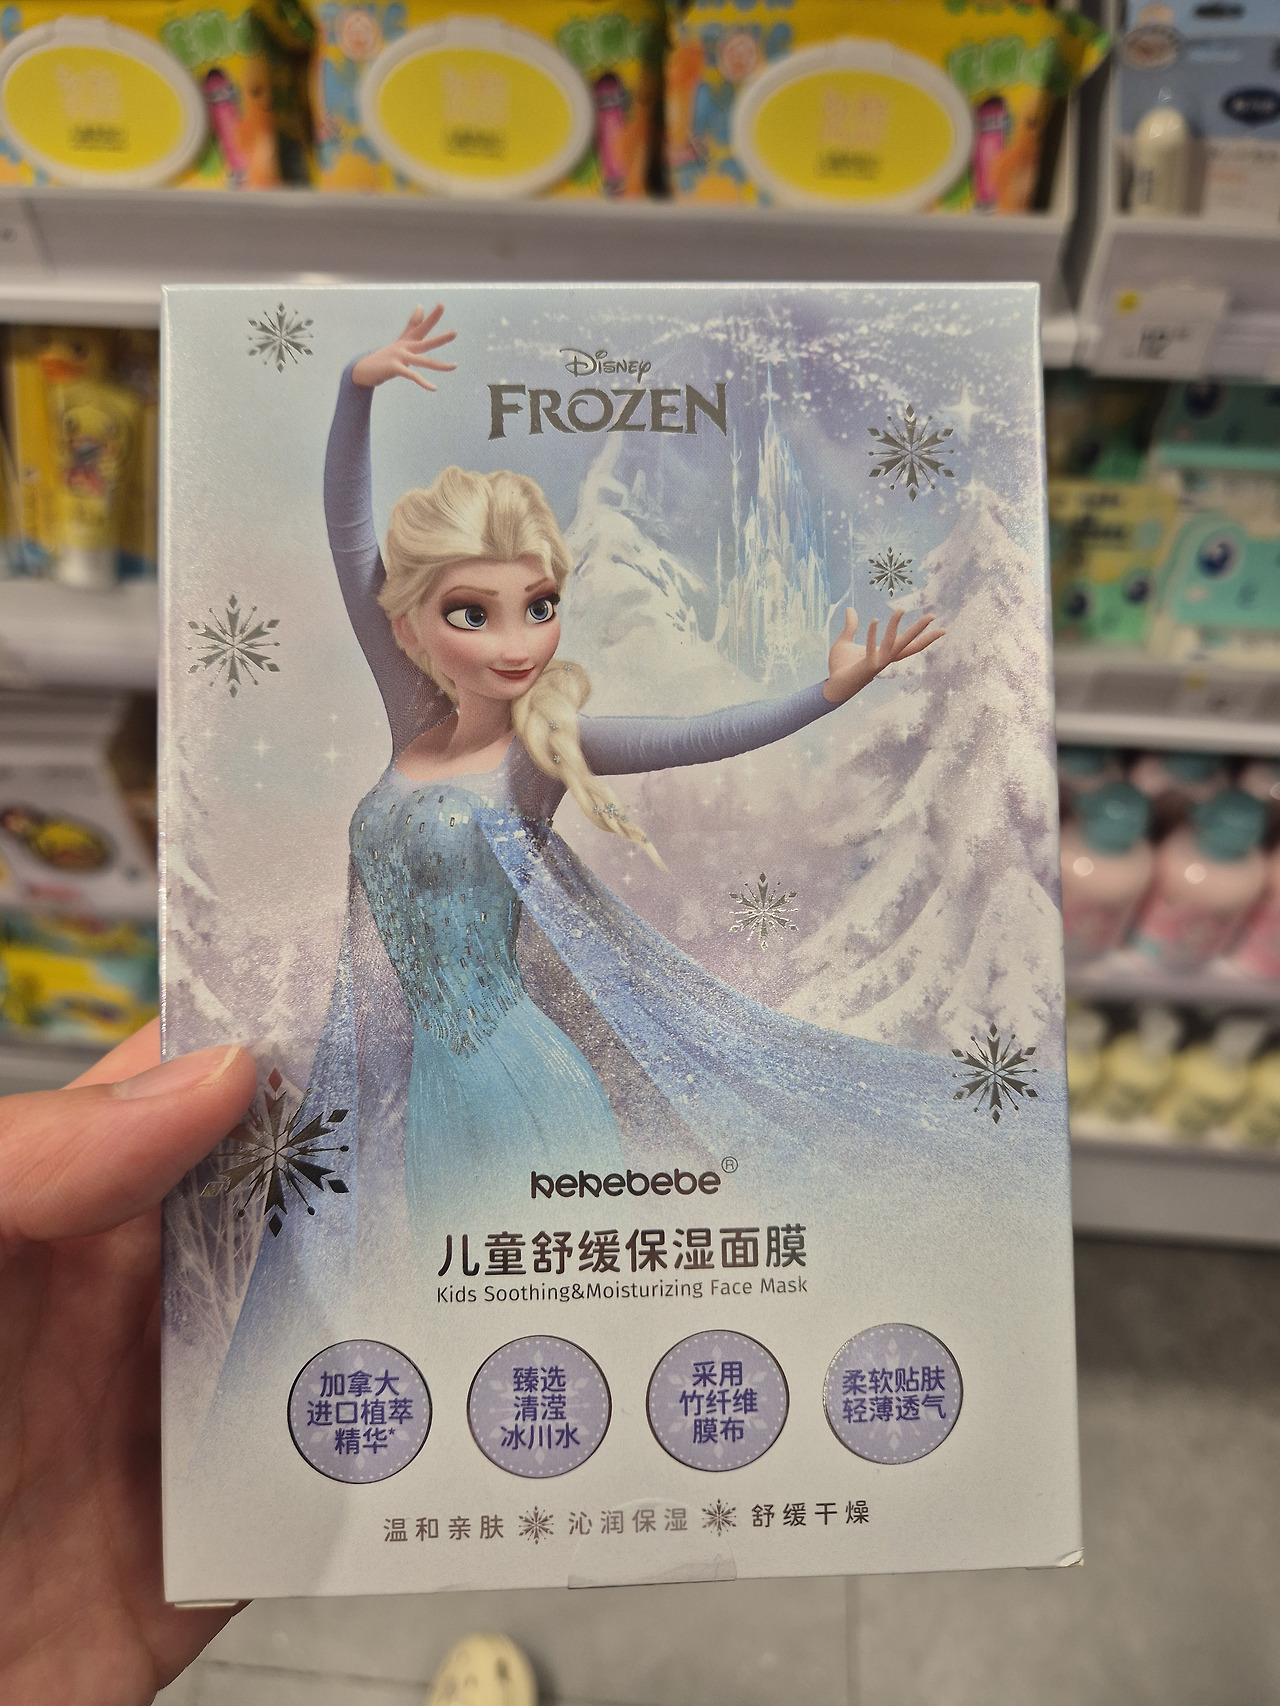 Disney
FROZEN
hehebebe®
儿童舒缓保湿面膜
Kids Soothing&Moisturizing Face Mask
加拿大
进口植萃
精华*
臻选
清滢
冰川水
采用
竹纤维
膜布
柔软贴肤
轻薄透气
温和亲肤 沁润保湿 舒缓干燥